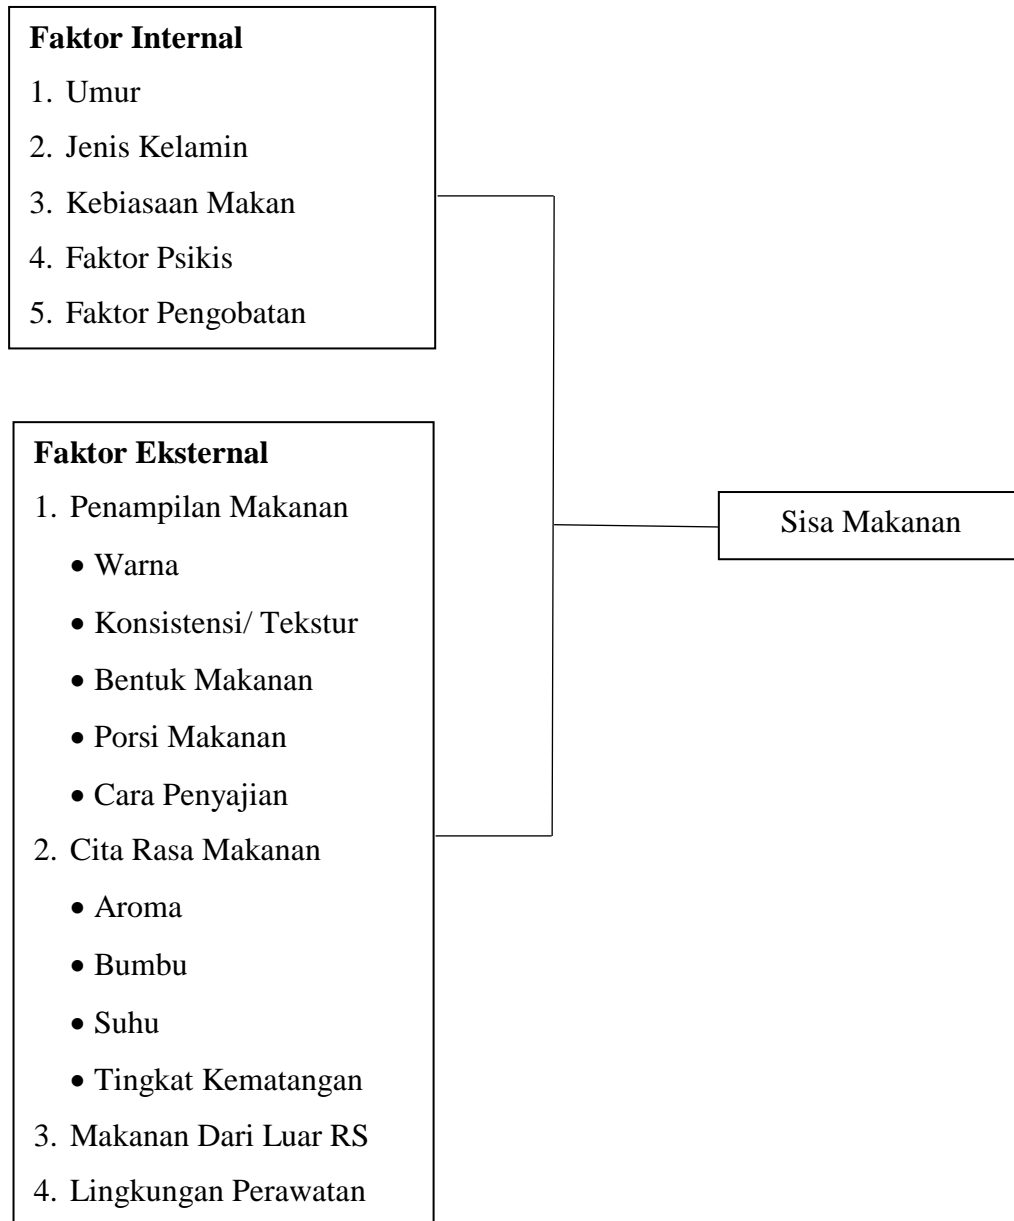 Faktor Internal
1. Umur
2. Jenis Kelamin
3. Kebiasaan Makan
4. Faktor Psikis
5. Faktor Pengobatan
Faktor Eksternal
1. Penampilan Makanan
• Warna
• Konsistensi/ Tekstur
• Bentuk Makanan
• Porsi Makanan
• Cara Penyajian
2. Cita Rasa Makanan
• Aroma
• Bumbu
• Suhu
• Tingkat Kematangan
3. Makanan Dari Luar RS
4. Lingkungan Perawatan
Sisa Makanan